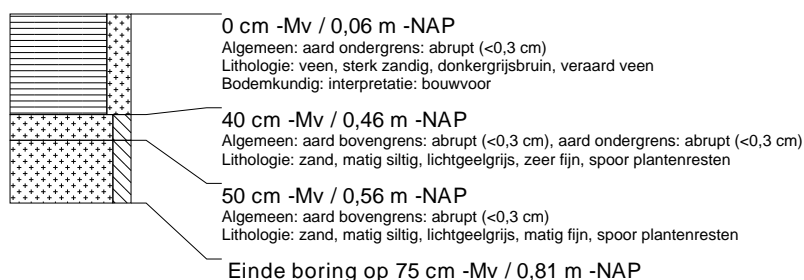 0 cm -Mv / 0,06 m -NAP
Algemeen: aard ondergrens: abrupt (<0,3 cm)
Lithologie: veen, sterk zandig, donkergrijsbruin, veraard veen
Bodemkundig: interpretatie: bouwvoor
40 cm -Mv / 0,46 m -NAP
Algemeen: aard bovengrens: abrupt (<0,3 cm), aard ondergrens: abrupt (<0,3 cm)
Lithologie: zand, matig siltig, lichtgeelgrijs, zeer fijn, spoor plantenresten
50 cm -Mv / 0,56 m -NAP
Algemeen: aard bovengrens: abrupt (<0,3 cm)
Lithologie: zand, matig siltig, lichtgeelgrijs, matig fijn, spoor plantenresten
Einde boring op 75 cm -Mv / 0,81 m -NAP